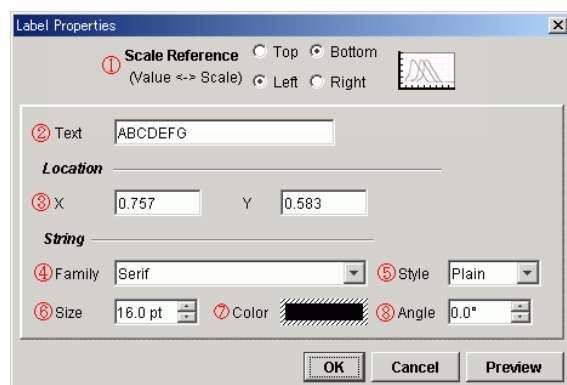 Label Properties
① Scale Reference Top Bottom
(Value <-> Scale) Left Right
② Text ABCDEFG
Location
③ X 0.757 Y 0.583
String
④ Family Serif ⑤ Style Plain
⑥ Size 16.0 pt ⑦ Color ⑧ Angle 0.0°
OK Cancel Preview